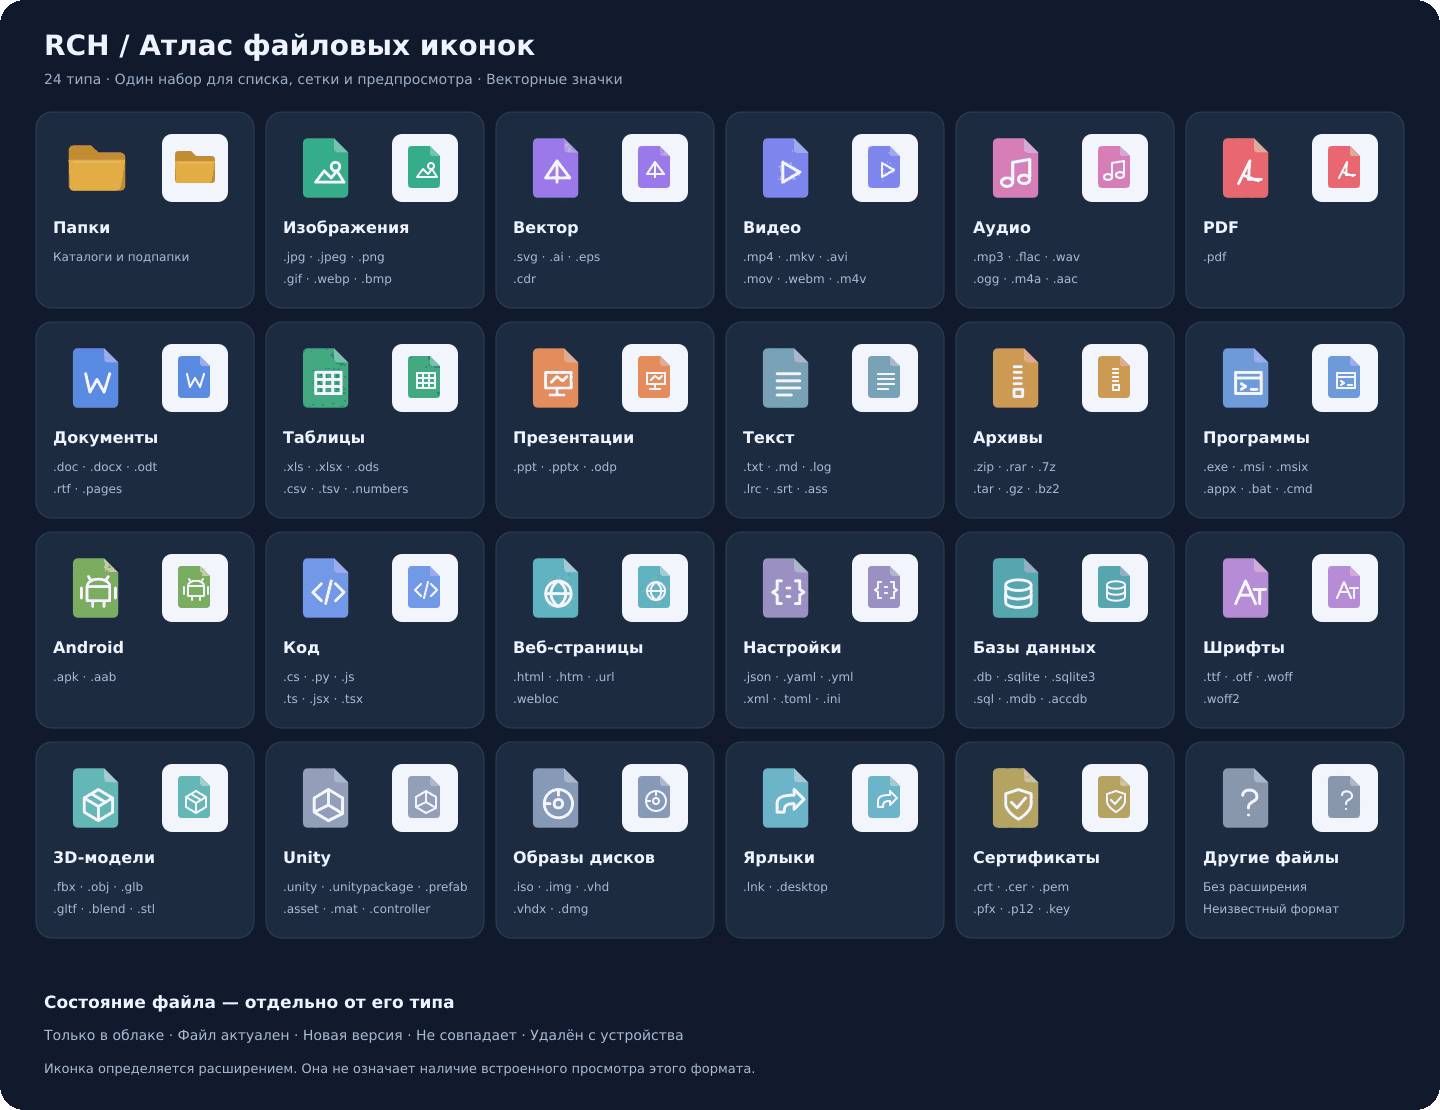 RCH / Атлас файловых иконок
24 типа · Один набор для списка, сетки и предпросмотра · Векторные значки
Папки
Каталоги и подпапки
Изображения
.jpg · .jpeg · .png
.gif · .webp · .bmp
Вектор
.svg · .ai · .eps
.cdr
Видео
.mp4 · .mkv · .avi
.mov · .webm · .m4v
Аудио
.mp3 · .flac · .wav
.ogg · .m4a · .aac
PDF
.pdf
W
W
Документы
.doc · .docx · .odt
.rtf · .pages
Таблицы
.xls · .xlsx · .ods
.csv · .tsv · .numbers
Презентации
.ppt · .pptx · .odp
Текст
.txt · .md · .log
.lrc · .srt · .ass
Архивы
.zip · .rar · .7z
.tar · .gz · .bz2
Программы
.exe · .msi · .msix
.appx · .bat · .cmd
Android
.apk · .aab
</>
</>
Код
.cs · .py · .js
.ts · .jsx · .tsx
Веб-страницы
.html · .htm · .url
.webloc
Настройки
.json · .yaml · .yml
.xml · .toml · .ini
Базы данных
.db · .sqlite · .sqlite3
.sql · .mdb · .accdb
AT
AT
Шрифты
.ttf · .otf · .woff
.woff2
3D-модели
.fbx · .obj · .glb
.gltf · .blend · .stl
Unity
.unity · .unitypackage · .prefab
.asset · .mat · .controller
Образы дисков
.iso · .img · .vhd
.vhdx · .dmg
Ярлыки
.lnk · .desktop
Сертификаты
.crt · .cer · .pem
.pfx · .p12 · .key
?
?
Другие файлы
Без расширения
Неизвестный формат
Состояние файла — отдельно от его типа
Только в облаке · Файл актуален · Новая версия · Не совпадает · Удалён с устройства
Иконка определяется расширением. Она не означает наличие встроенного просмотра этого формата.